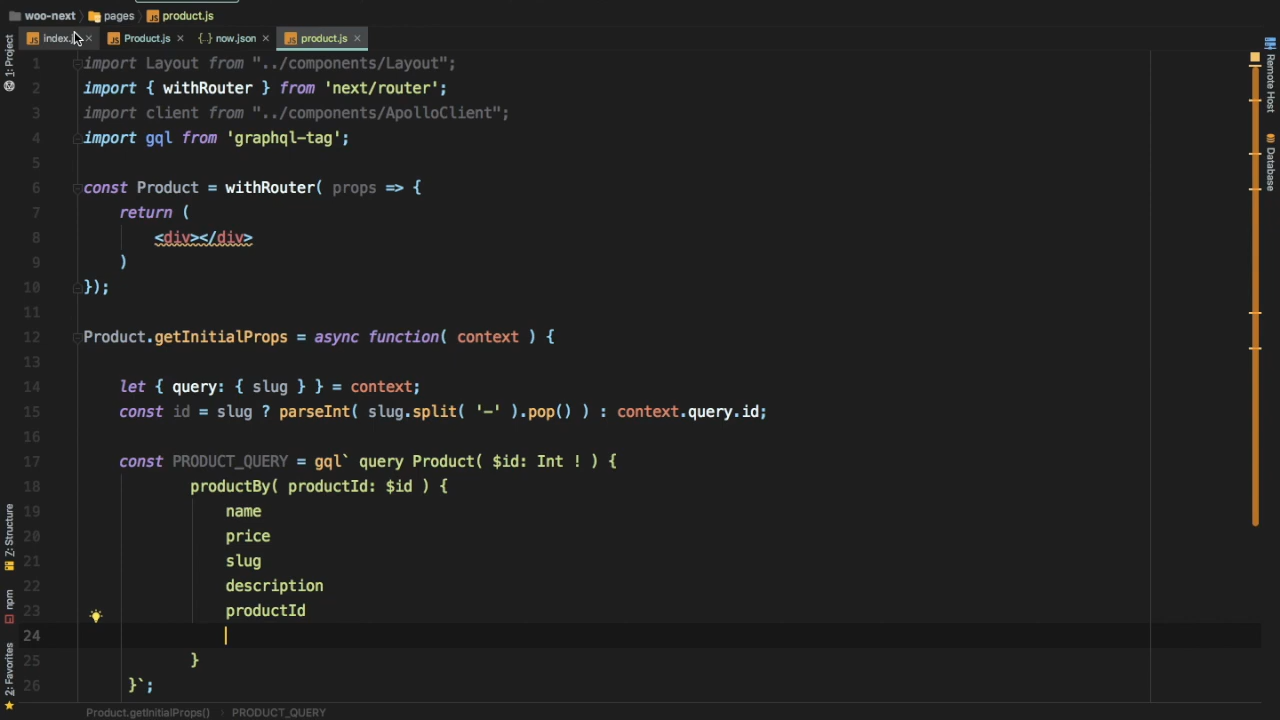 woo-next pages product.js
index.j Product.js now.json product.js
1 import Layout from "../components/Layout";
2 import { withRouter } from 'next/router';
3 import client from "../components/ApolloClient";
4 import gql from 'graphql-tag';
5
6 const Product = withRouter( props => {
7 return (
8 <div></div>
9 )
10 });
11
12 Product.getInitialProps = async function( context ) {
13
14 let { query: { slug } } = context;
15 const id = slug ? parseInt( slug.split( '-' ).pop() ) : context.query.id;
16
17 const PRODUCT_QUERY = gql` query Product( $id: Int ! ) {
18 productBy( productId: $id ) {
19 name
20 price
21 slug
22 description
23 productId
24
25 }
26 }`;
Product.getInitialProps() PRODUCT_QUERY
1: Project
Z: Structure
npm
2: Favorites
Remote Host
Database